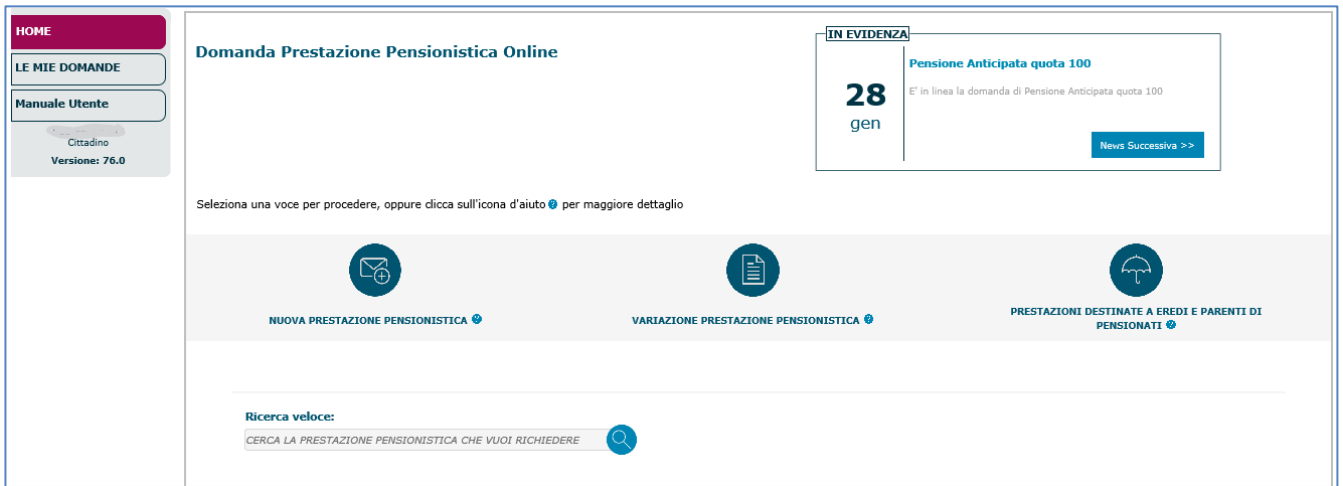 HOME
LE MIE DOMANDE
Manuale Utente
Cittadino
Versione: 76.0
Domanda Prestazione Pensionistica Online
IN EVIDENZA
28
gen
Pensione Anticipata quota 100
E' in linea la domanda di Pensione Anticipata quota 100
News Successiva >>
Seleziona una voce per procedere, oppure clicca sull'icona d'aiuto ? per maggiore dettaglio
NUOVA PRESTAZIONE PENSIONISTICA ?
VARIAZIONE PRESTAZIONE PENSIONISTICA ?
PRESTAZIONI DESTINATE A EREDI E PARENTI DI
PENSIONATI ?
Ricerca veloce:
CERCA LA PRESTAZIONE PENSIONISTICA CHE VUOI RICHIEDERE